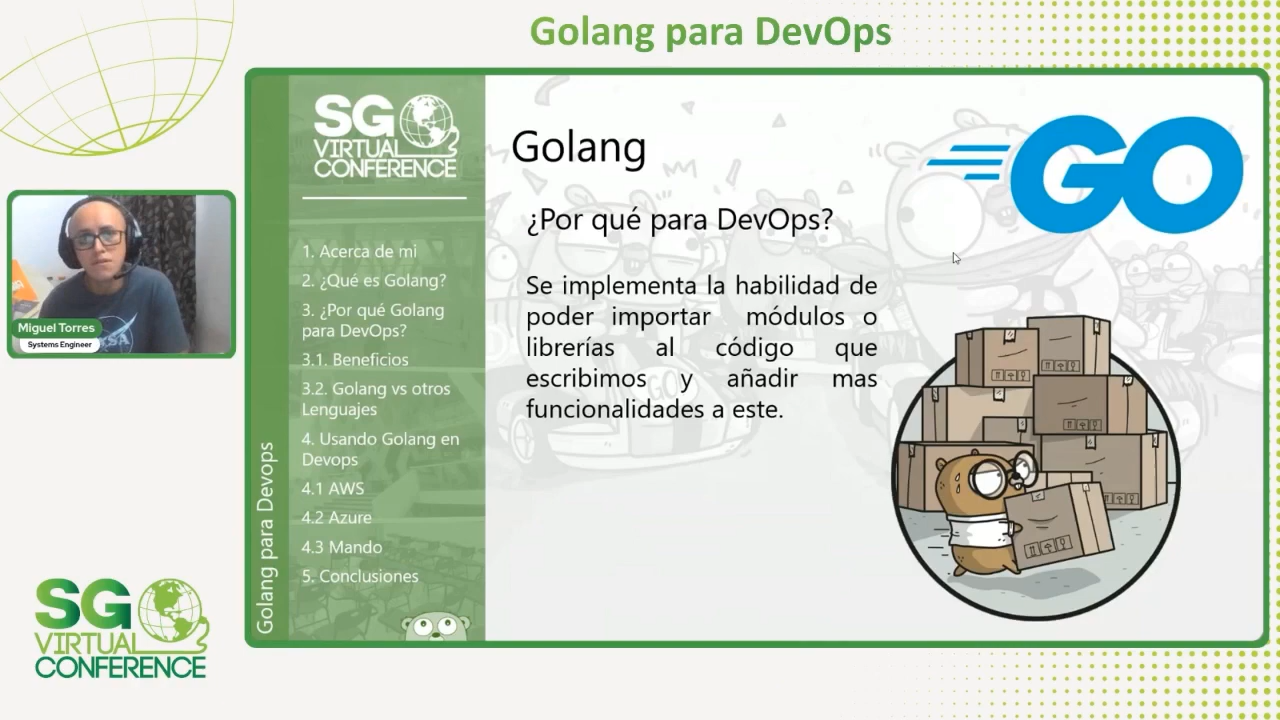 Golang para DevOps
SG
VIRTUAL
CONFERENCE
Golang
GO
¿Por qué para DevOps?
Se implementa la habilidad de
poder importar módulos o
librerías al código que
escribimos y añadir mas
funcionalidades a este.
1. Acerca de mi
2. ¿Qué es Golang?
3. ¿Por qué Golang
para DevOps?
3.1. Beneficios
3.2. Golang vs otros
Lenguajes
4. Usando Golang en
Devops
4.1 AWS
4.2 Azure
4.3 Mando
5. Conclusiones
Golang para Devops
Miguel Torres
Systems Engineer
SG
VIRTUAL
CONFERENCE